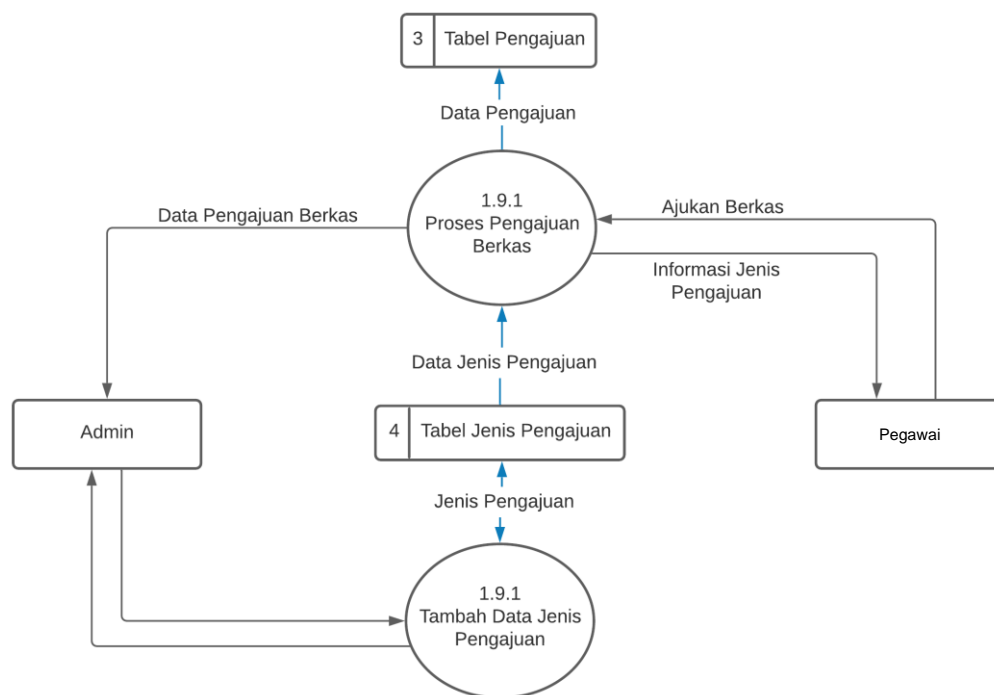 3 Tabel Pengajuan
Data Pengajuan
1.9.1
Proses Pengajuan
Berkas
Data Pengajuan Berkas
Ajukan Berkas
Informasi Jenis
Pengajuan
Data Jenis Pengajuan
Admin
4 Tabel Jenis Pengajuan
Pegawai
Jenis Pengajuan
1.9.1
Tambah Data Jenis
Pengajuan